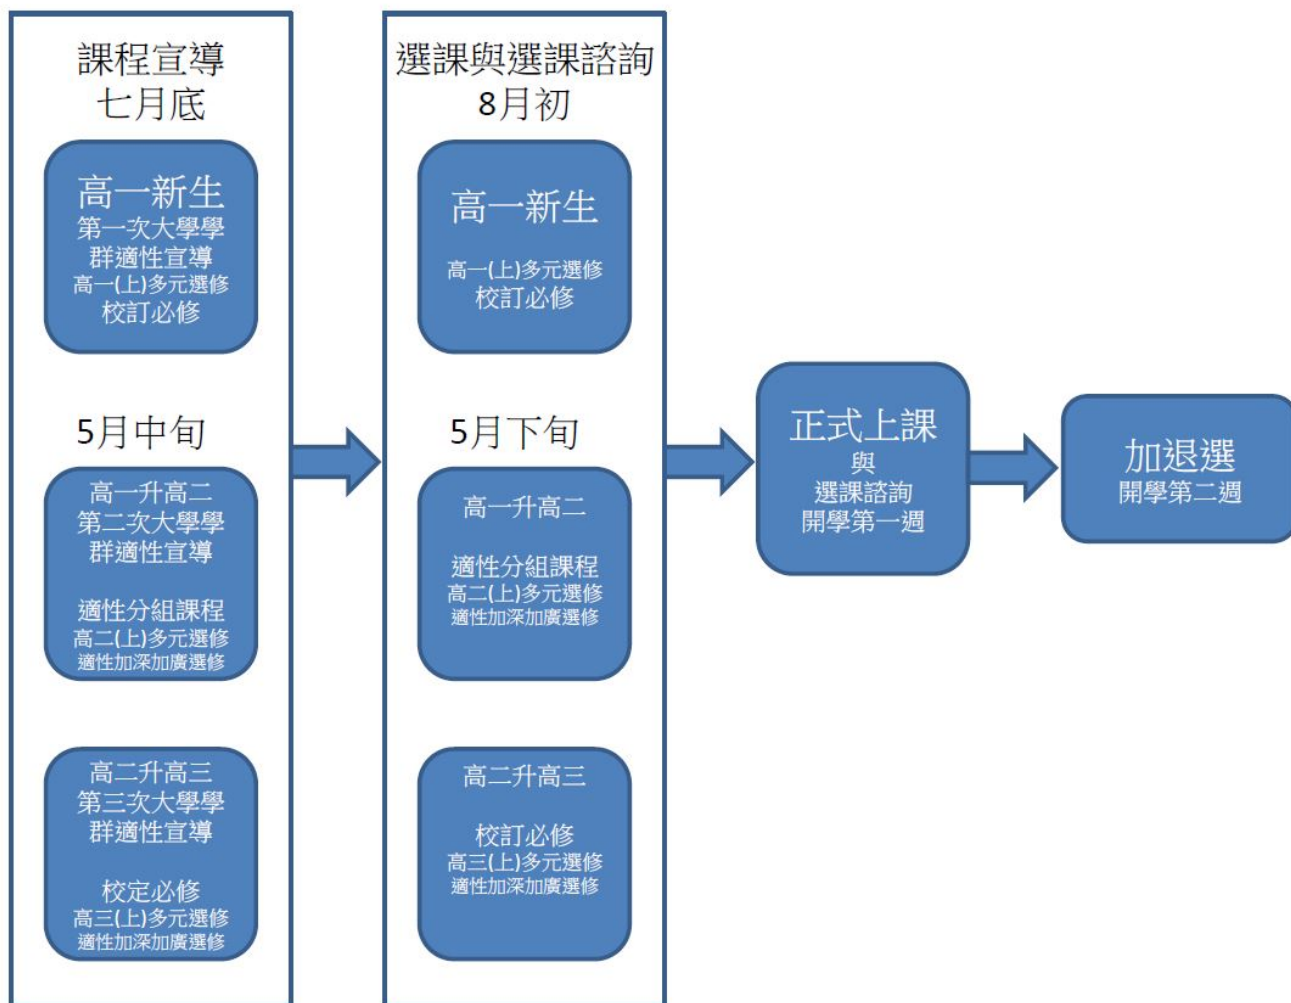 課程宣導
七月底
高一新生
第一次大學學
群適性宣導
高一(上)多元選修
校訂必修
5月中旬
高一升高二
第二次大學學
群適性宣導
適性分組課程
高二(上)多元選修
適性加深加廣選修
高二升高三
第三次大學學
群適性宣導
校定必修
高三(上)多元選修
適性加深加廣選修
選課與選課諮詢
8月初
高一新生
高一(上)多元選修
校訂必修
5月下旬
高一升高二
適性分組課程
高二(上)多元選修
適性加深加廣選修
高二升高三
校訂必修
高三(上)多元選修
適性加深加廣選修
正式上課
與
選課諮詢
開學第一週
加退選
開學第二週